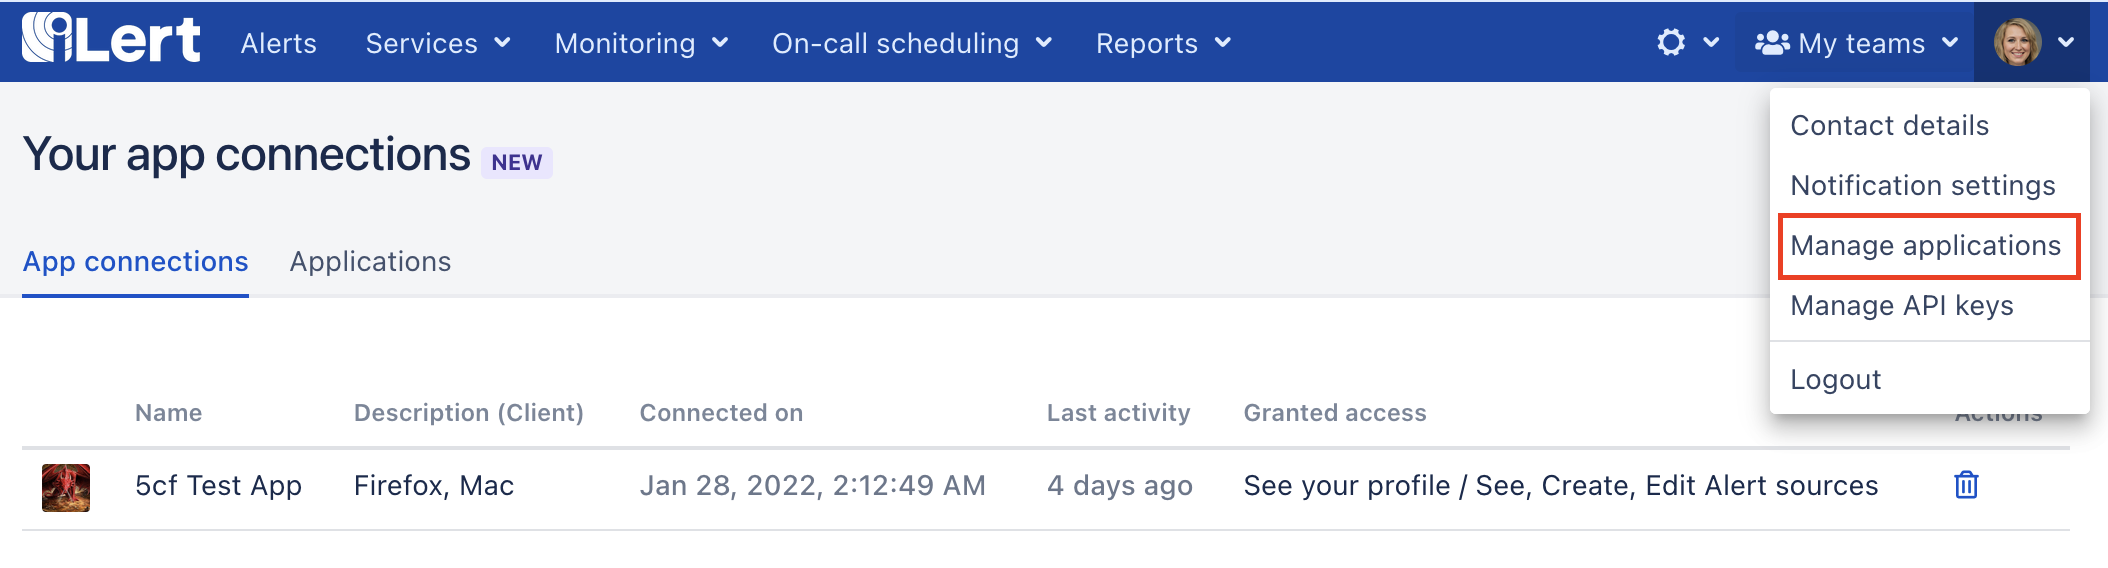 iLert Alerts Services Monitoring On-call scheduling Reports My teams
Contact details
Your app connections NEW
Notification settings
Manage applications
App connections Applications
Manage API keys
Logout
Name Description (Client) Connected on Last activity Granted access Actions
5cf Test App Firefox, Mac Jan 28, 2022, 2:12:49 AM 4 days ago See your profile / See, Create, Edit Alert sources